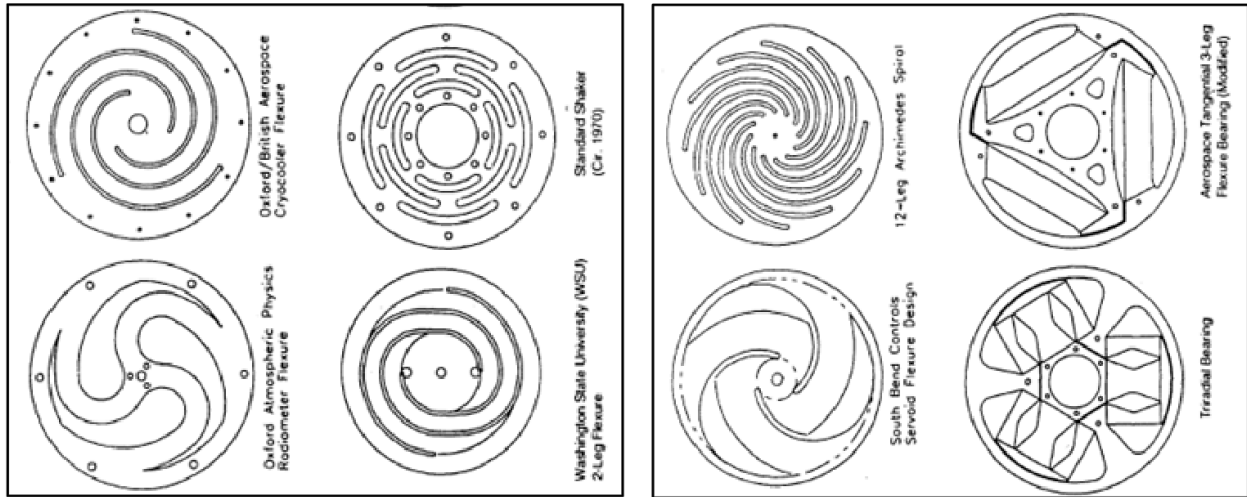 Oxford/British Aerospace
Cryocooler Flexure
Standard Shaker
(Cir. 1970)
Oxford Atmospheric Physics
Radiometer Flexure
Washington State University (WSU)
2-Leg Flexure
12-Leg Archimedes Spiral
Aerospace Tangential 3-Leg
Flexure Bearing (Modified)
South Bend Controls
Servoid Flexure Design
Triradial Bearing